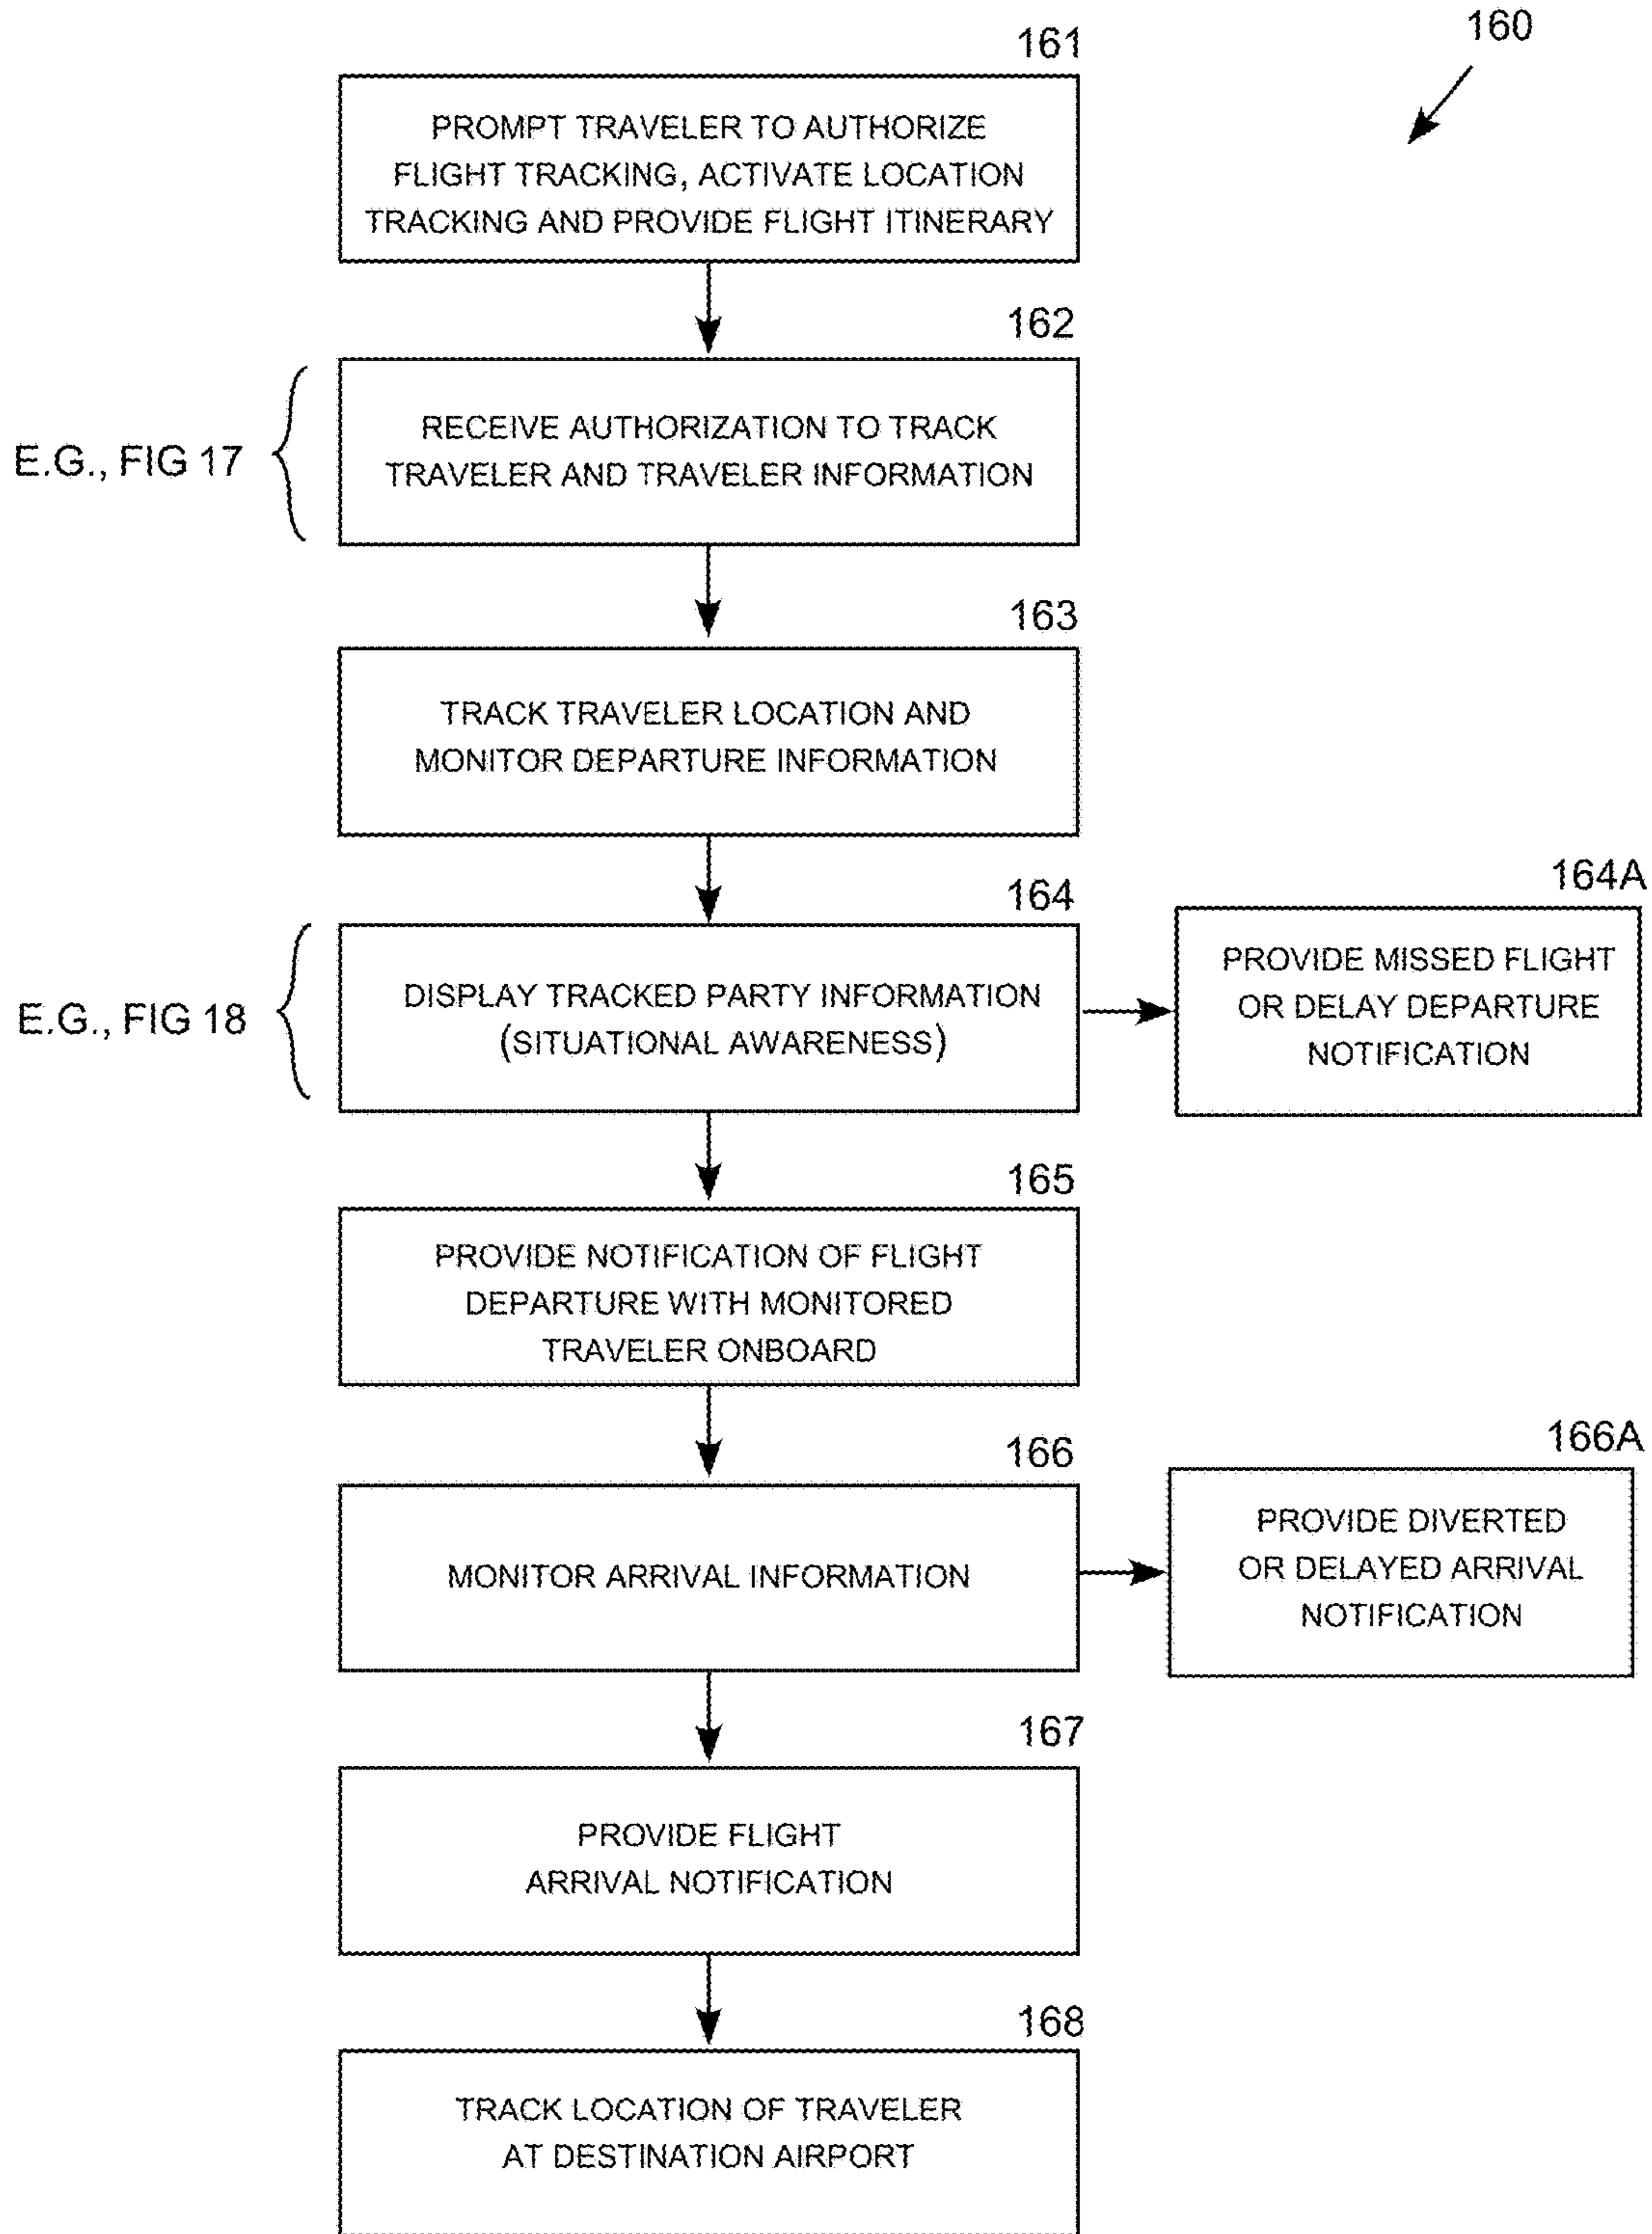 160
161
PROMPT TRAVELER TO AUTHORIZE
FLIGHT TRACKING, ACTIVATE LOCATION
TRACKING AND PROVIDE FLIGHT ITINERARY
162
E.G., FIG 17
RECEIVE AUTHORIZATION TO TRACK
TRAVELER AND TRAVELER INFORMATION
163
TRACK TRAVELER LOCATION AND
MONITOR DEPARTURE INFORMATION
164
E.G., FIG 18
DISPLAY TRACKED PARTY INFORMATION
(SITUATIONAL AWARENESS)
164A
PROVIDE MISSED FLIGHT
OR DELAY DEPARTURE
NOTIFICATION
165
PROVIDE NOTIFICATION OF FLIGHT
DEPARTURE WITH MONITORED
TRAVELER ONBOARD
166
MONITOR ARRIVAL INFORMATION
166A
PROVIDE DIVERTED
OR DELAYED ARRIVAL
NOTIFICATION
167
PROVIDE FLIGHT
ARRIVAL NOTIFICATION
168
TRACK LOCATION OF TRAVELER
AT DESTINATION AIRPORT